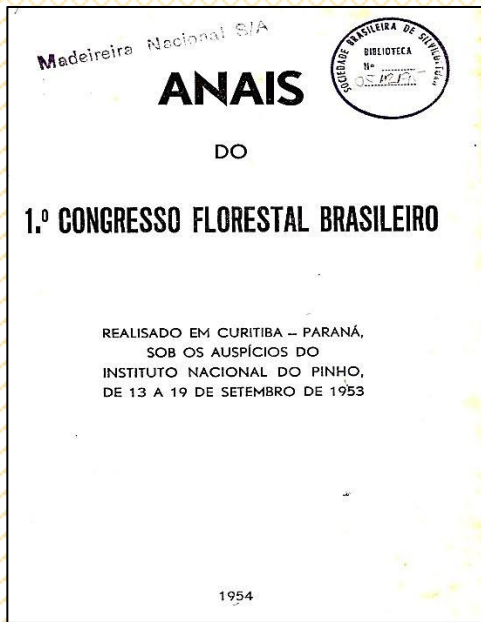 Madeireira Nacional S/A
SOCIEDADE BRASILEIRA DE SILVICULTURA
BIBLIOTECA
Nº
ANAIS
DO
1.º CONGRESSO FLORESTAL BRASILEIRO
REALISADO EM CURITIBA – PARANÁ,
SOB OS AUSPÍCIOS DO
INSTITUTO NACIONAL DO PINHO,
DE 13 A 19 DE SETEMBRO DE 1953
1954